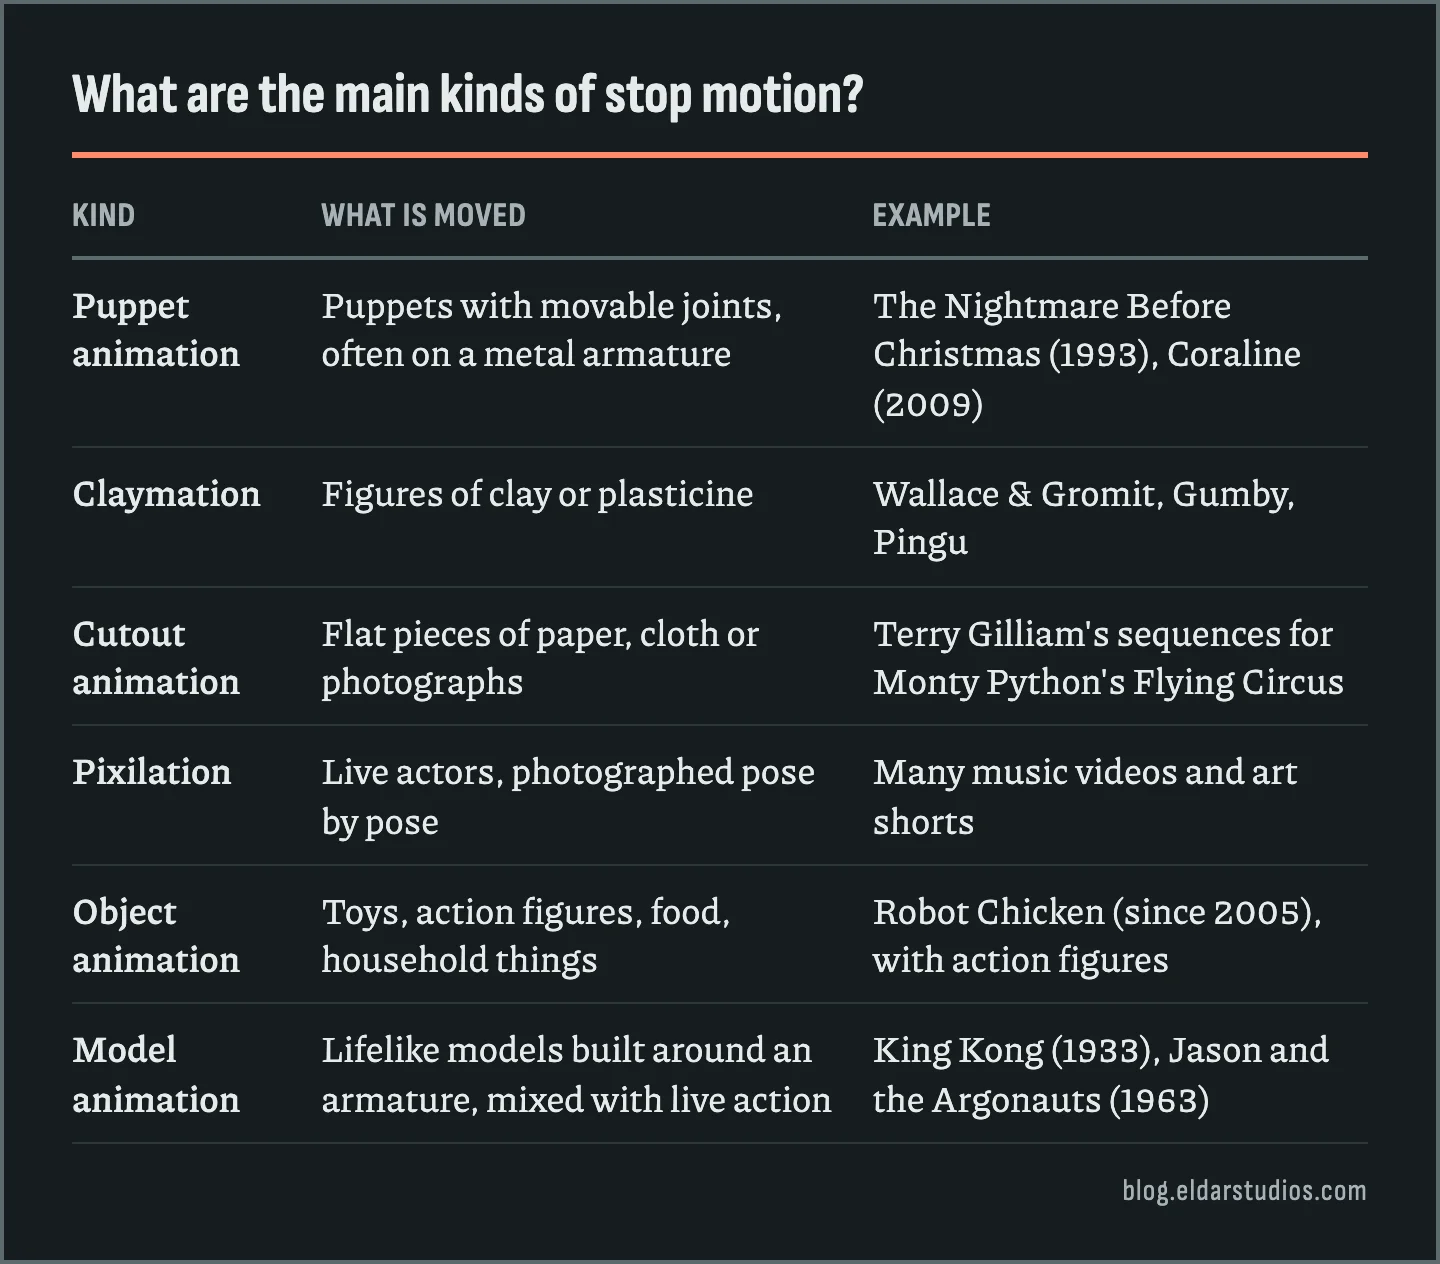 What are the main kinds of stop motion?
KIND WHAT IS MOVED EXAMPLE
Puppet animation
Puppets with movable joints,
often on a metal armature
The Nightmare Before
Christmas (1993), Coraline
(2009)
Claymation
Figures of clay or plasticine
Wallace & Gromit, Gumby,
Pingu
Cutout
animation
Flat pieces of paper, cloth or
photographs
Terry Gilliam's sequences for
Monty Python's Flying Circus
Pixilation
Live actors, photographed pose
by pose
Many music videos and art
shorts
Object
animation
Toys, action figures, food,
household things
Robot Chicken (since 2005),
with action figures
Model
animation
Lifelike models built around an
armature, mixed with live action
King Kong (1933), Jason and
the Argonauts (1963)
blog.eldarstudios.com